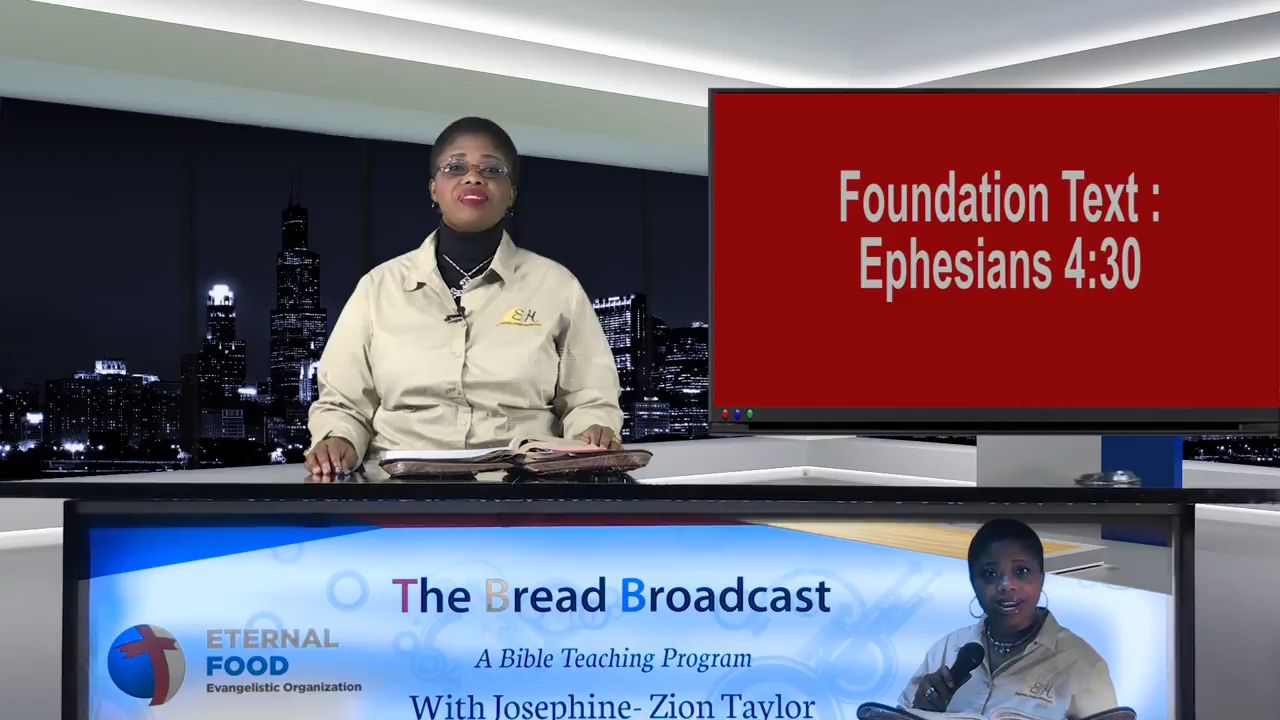 Foundation Text :
Ephesians 4:30
The Bread Broadcast
A Bible Teaching Program
With Josephine- Zion Taylor
ETERNAL
FOOD
Evangelistic Organization